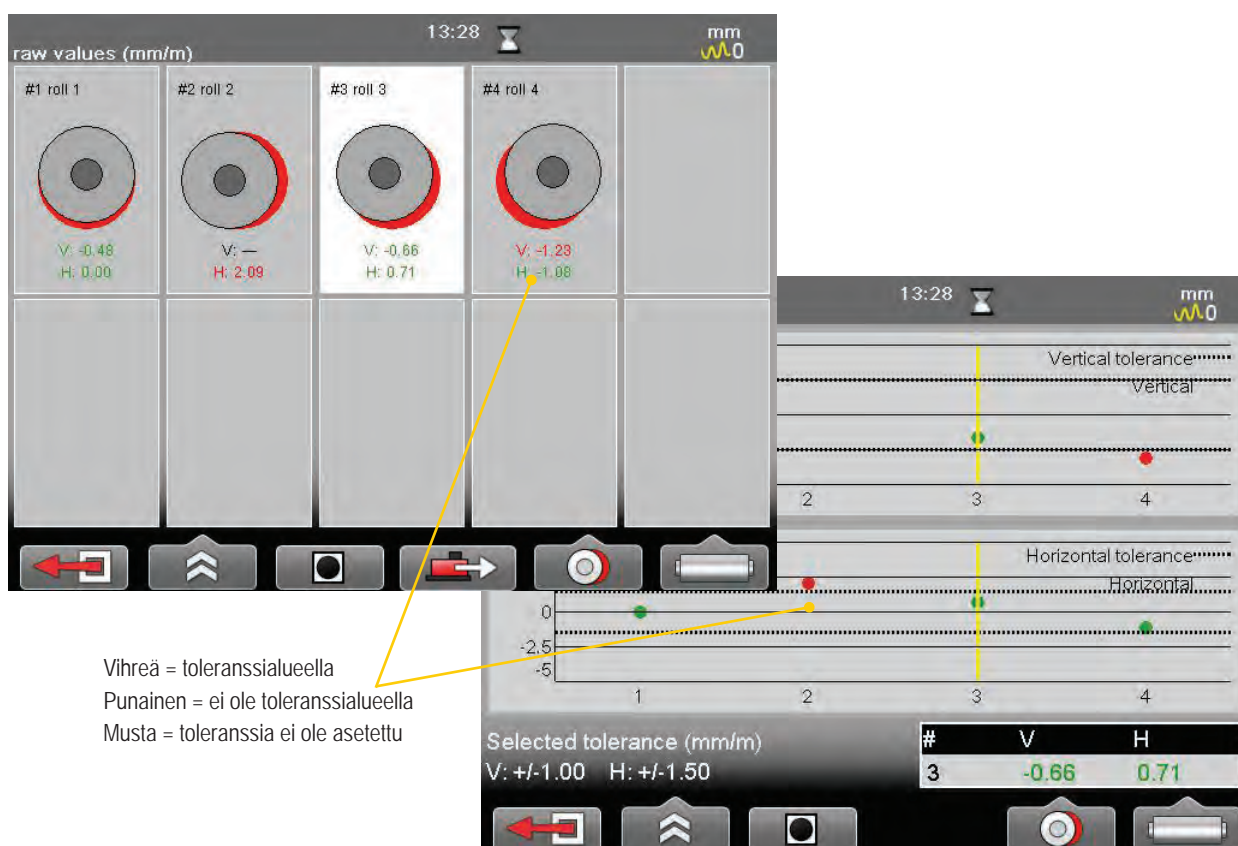 13:28
mm
0
raw values (mm/m)
#1 roll 1
#2 roll 2
#3 roll 3
#4 roll 4
V: -0.48
H: 0.00
V: —
H: 2.09
V: -0.66
H: 0.71
V: -1.23
H: -1.08
13:28
mm
0
Vertical tolerance
Vertical
2
3
4
Horizontal tolerance
Horizontal
0
-2.5
-5
1
2
3
4
Vihreä = toleranssialueella
Punainen = ei ole toleranssialueella
Musta = toleranssia ei ole asetettu
Selected tolerance (mm/m)
V: +/-1.00 H: +/-1.50
# V H
3 -0.66 0.71